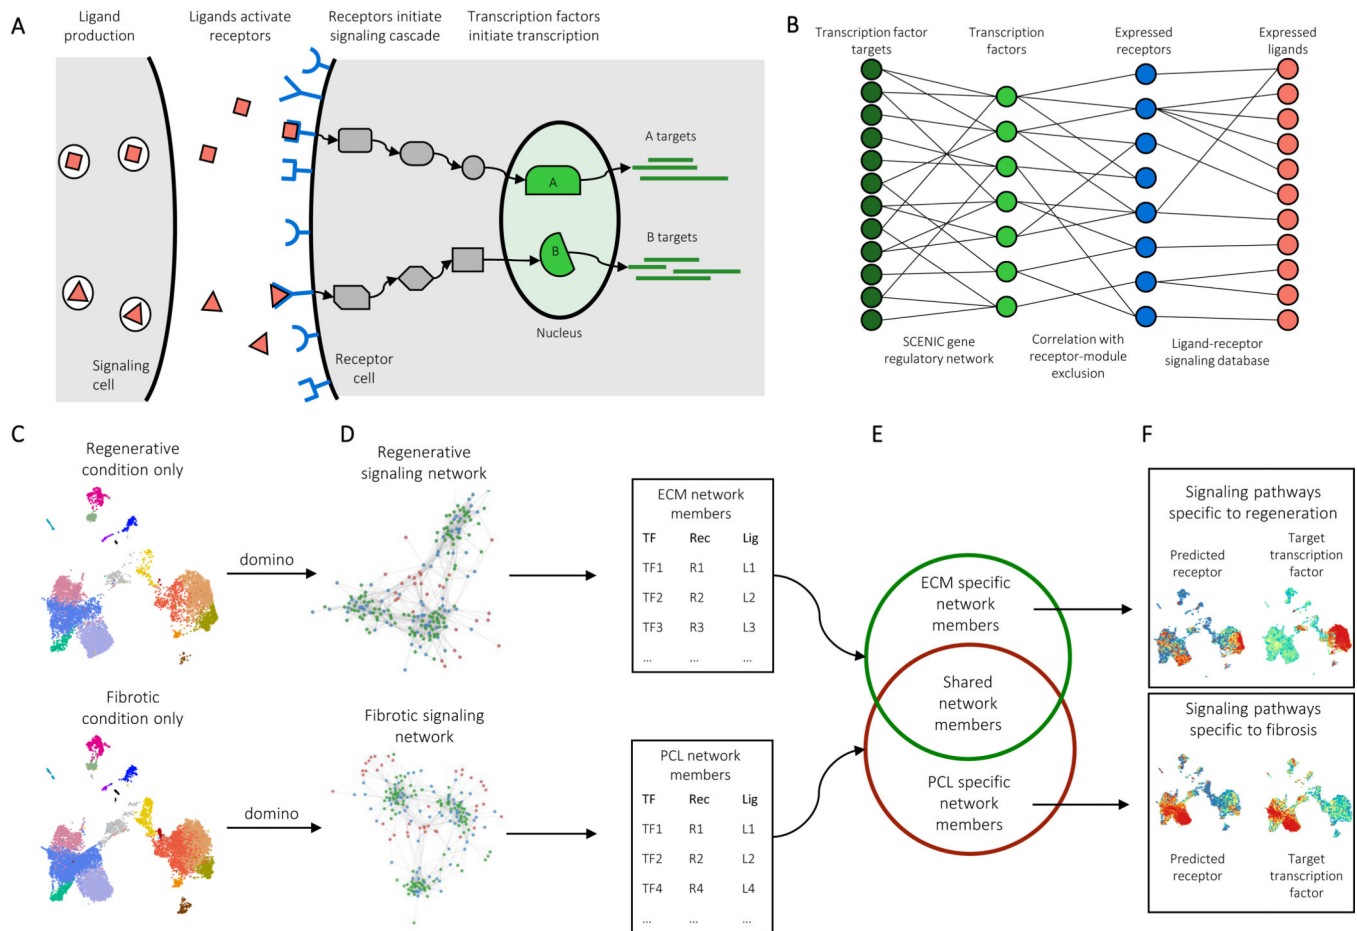 A
Ligand
production
Ligands activate
receptors
Receptors initiate
signaling cascade
Transcription factors
initiate transcription
A
A targets
B
B targets
Nucleus
Signaling
cell
Receptor
cell
B
Transcription factor
targets
Transcription
factors
Expressed
receptors
Expressed
ligands
SCENIC gene
regulatory network
Correlation with
receptor-module
exclusion
Ligand-receptor
signaling database
C
Regenerative
condition only
domino
Fibrotic
condition only
domino
D
Regenerative
signaling network
Fibrotic signaling
network
ECM network
members
TF Rec Lig
TF1 R1 L1
TF2 R2 L2
TF3 R3 L3
... ... ...
PCL network
members
TF Rec Lig
TF1 R1 L1
TF2 R2 L2
TF4 R4 L4
... ... ...
E
ECM specific
network
members
Shared
network
members
PCL specific
network
members
F
Signaling pathways
specific to regeneration
Predicted
receptor
Target
transcription
factor
Signaling pathways
specific to fibrosis
Predicted
receptor
Target
transcription
factor